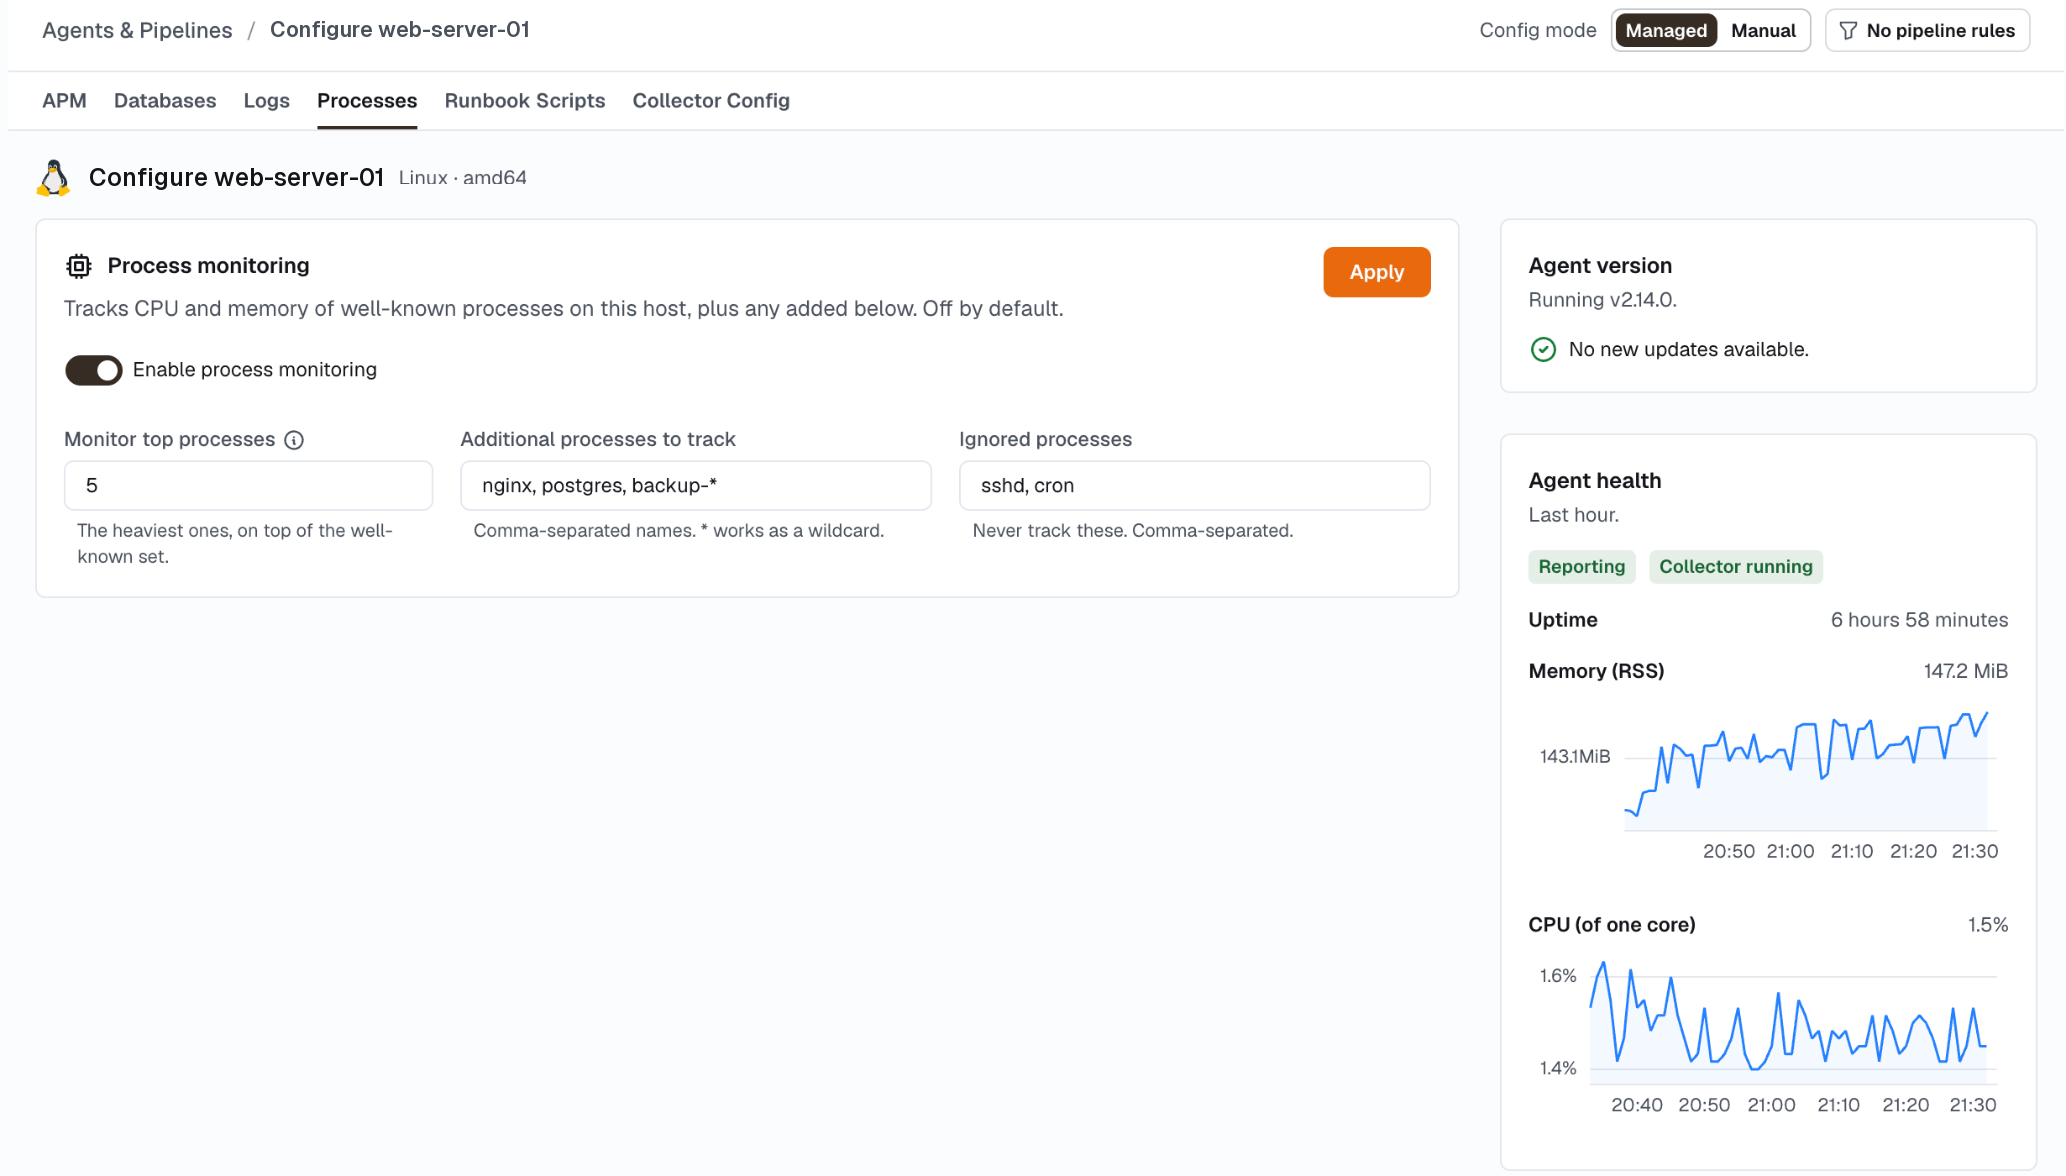 Agents & Pipelines / Configure web-server-01
Config mode Managed Manual No pipeline rules
APM Databases Logs Processes Runbook Scripts Collector Config
Configure web-server-01 Linux · amd64
Process monitoring
Apply
Tracks CPU and memory of well-known processes on this host, plus any added below. Off by default.
Enable process monitoring
Monitor top processes
5
The heaviest ones, on top of the well-
known set.
Additional processes to track
nginx, postgres, backup-*
Comma-separated names. * works as a wildcard.
Ignored processes
sshd, cron
Never track these. Comma-separated.
Agent version
Running v2.14.0.
No new updates available.
Agent health
Last hour.
Reporting Collector running
Uptime 6 hours 58 minutes
Memory (RSS) 147.2 MiB
143.1MiB
20:50 21:00 21:10 21:20 21:30
CPU (of one core) 1.5%
1.6%
1.4%
20:40 20:50 21:00 21:10 21:20 21:30